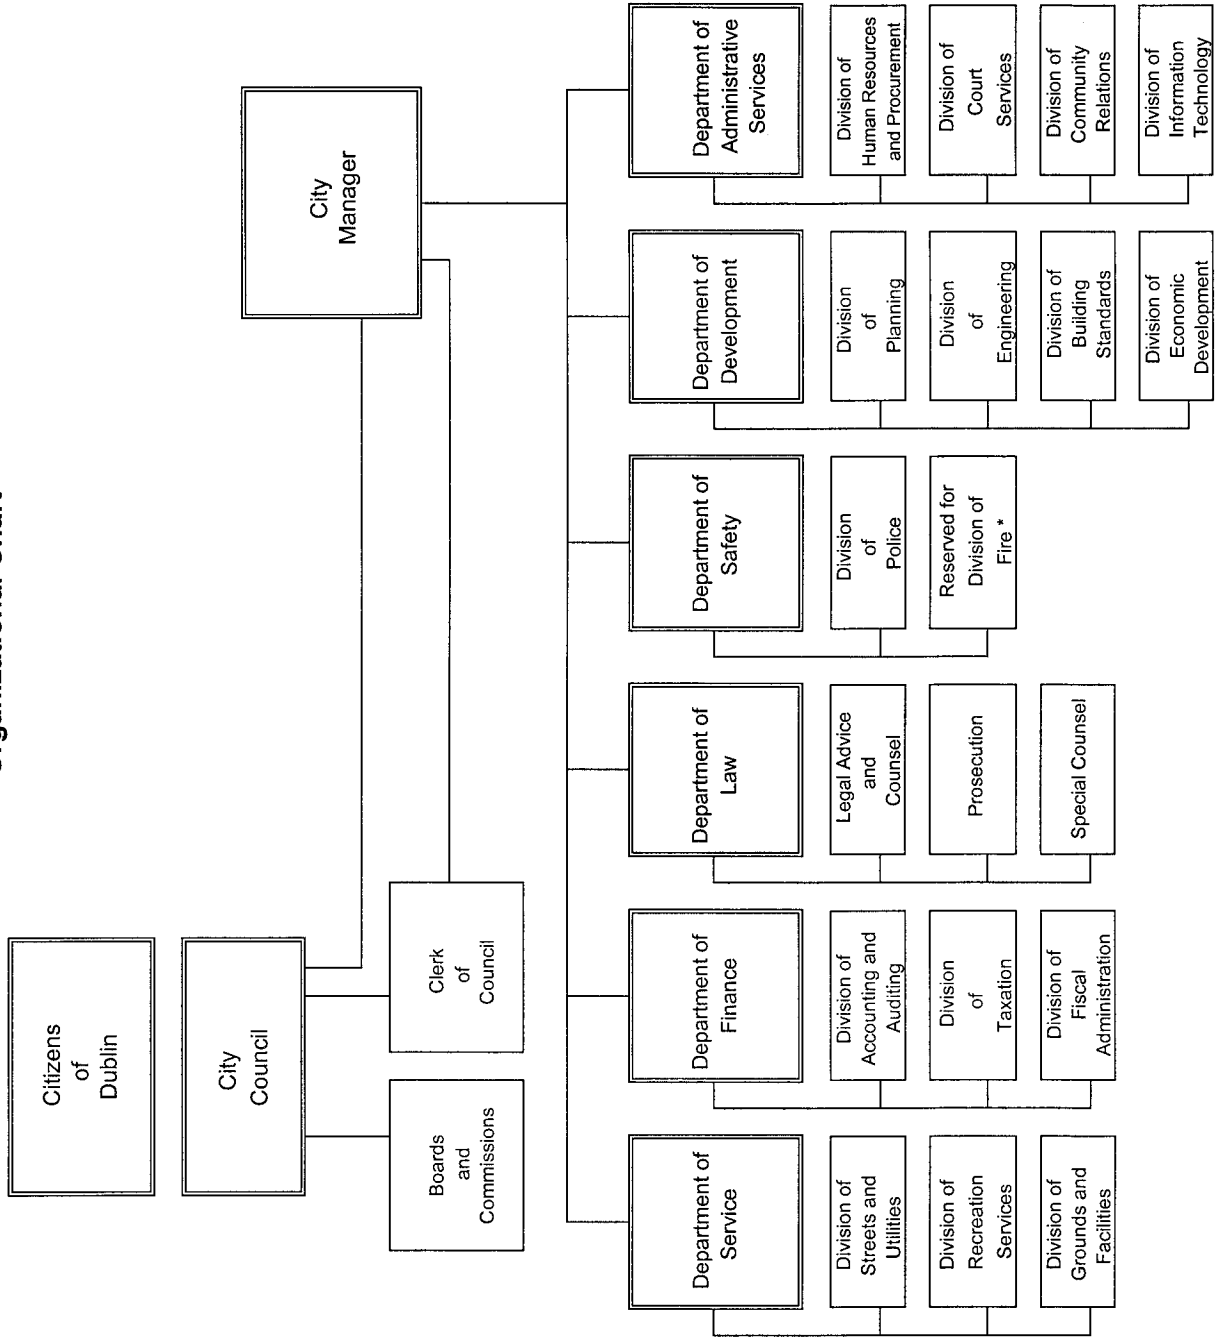 Organizational Chart
Citizens
of
Dublin
City
Council
City
Manager
Boards
and
Commissions
Clerk
of
Council
Department of
Service
Department of
Finance
Department of
Law
Department of
Safety
Department of
Development
Department of
Administrative
Services
Division of
Streets and
Utilities
Division of
Recreation
Services
Division of
Grounds and
Facilities
Division of
Accounting and
Auditing
Division
of
Taxation
Division of
Fiscal
Administration
Legal Advice
and
Counsel
Prosecution
Special Counsel
Division
of
Police
Reserved for
Division of
Fire *
Division
of
Planning
Division
of
Engineering
Division of
Building
Standards
Division of
Economic
Development
Division of
Human Resources
and Procurement
Division of
Court
Services
Division of
Community
Relations
Division of
Information
Technology